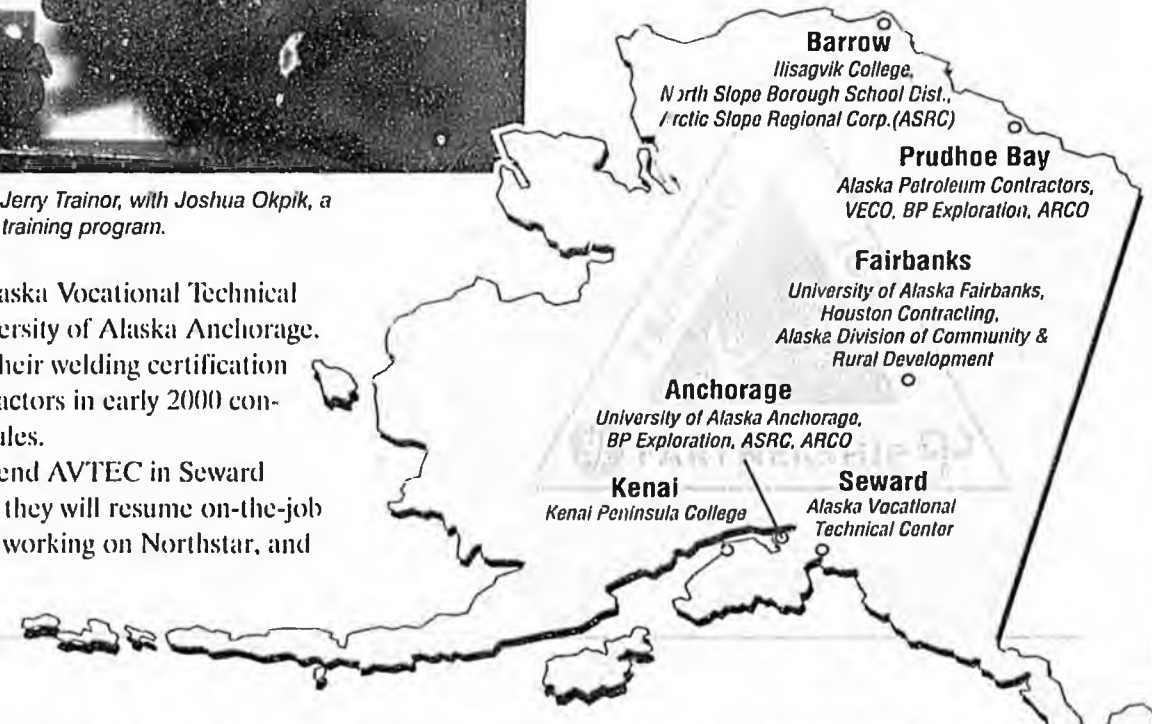 Jerry Trainor, with Joshua Okpik, a
training program.
aska Vocational Technical
ersity of Alaska Anchorage.
heir welding certification
actors in early 2000 con-
ules.
end AVTEC in Seward
they will resume on-the-job
working on Northstar, and
Barrow
Ilisagvik College,
North Slope Borough School Dist.,
Arctic Slope Regional Corp.(ASRC)
Prudhoe Bay
Alaska Petroleum Contractors,
VECO, BP Exploration, ARCO
Fairbanks
University of Alaska Fairbanks,
Houston Contracting,
Alaska Division of Community &
Rural Development
Anchorage
University of Alaska Anchorage,
BP Exploration, ASRC, ARCO
Kenai
Kenai Peninsula College
Seward
Alaska Vocational
Technical Center